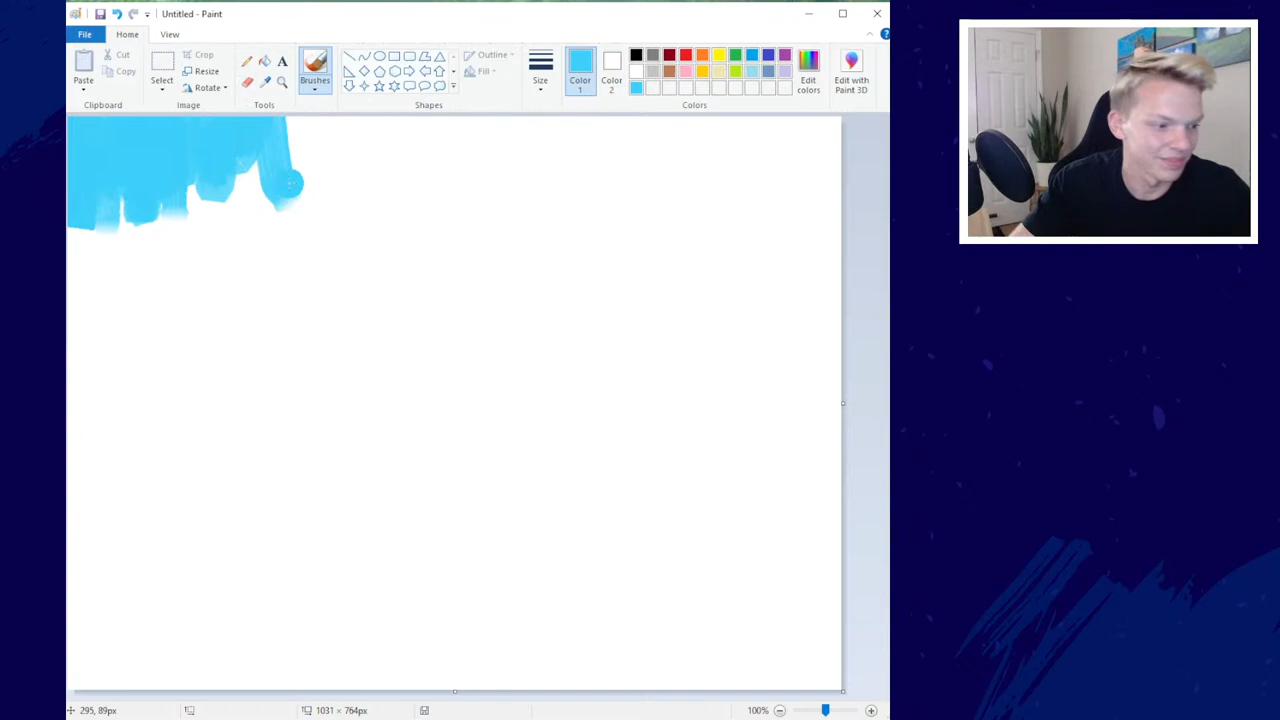 Untitled - Paint
File Home View
Paste
Cut
Copy
Clipboard
Select
Crop
Resize
Rotate
Image
A
Tools
Brushes
Outline
Fill
Shapes
Size
Color 1
Color 2
Edit colors
Edit with Paint 3D
Colors
295, 89px
1031 × 764px
100%